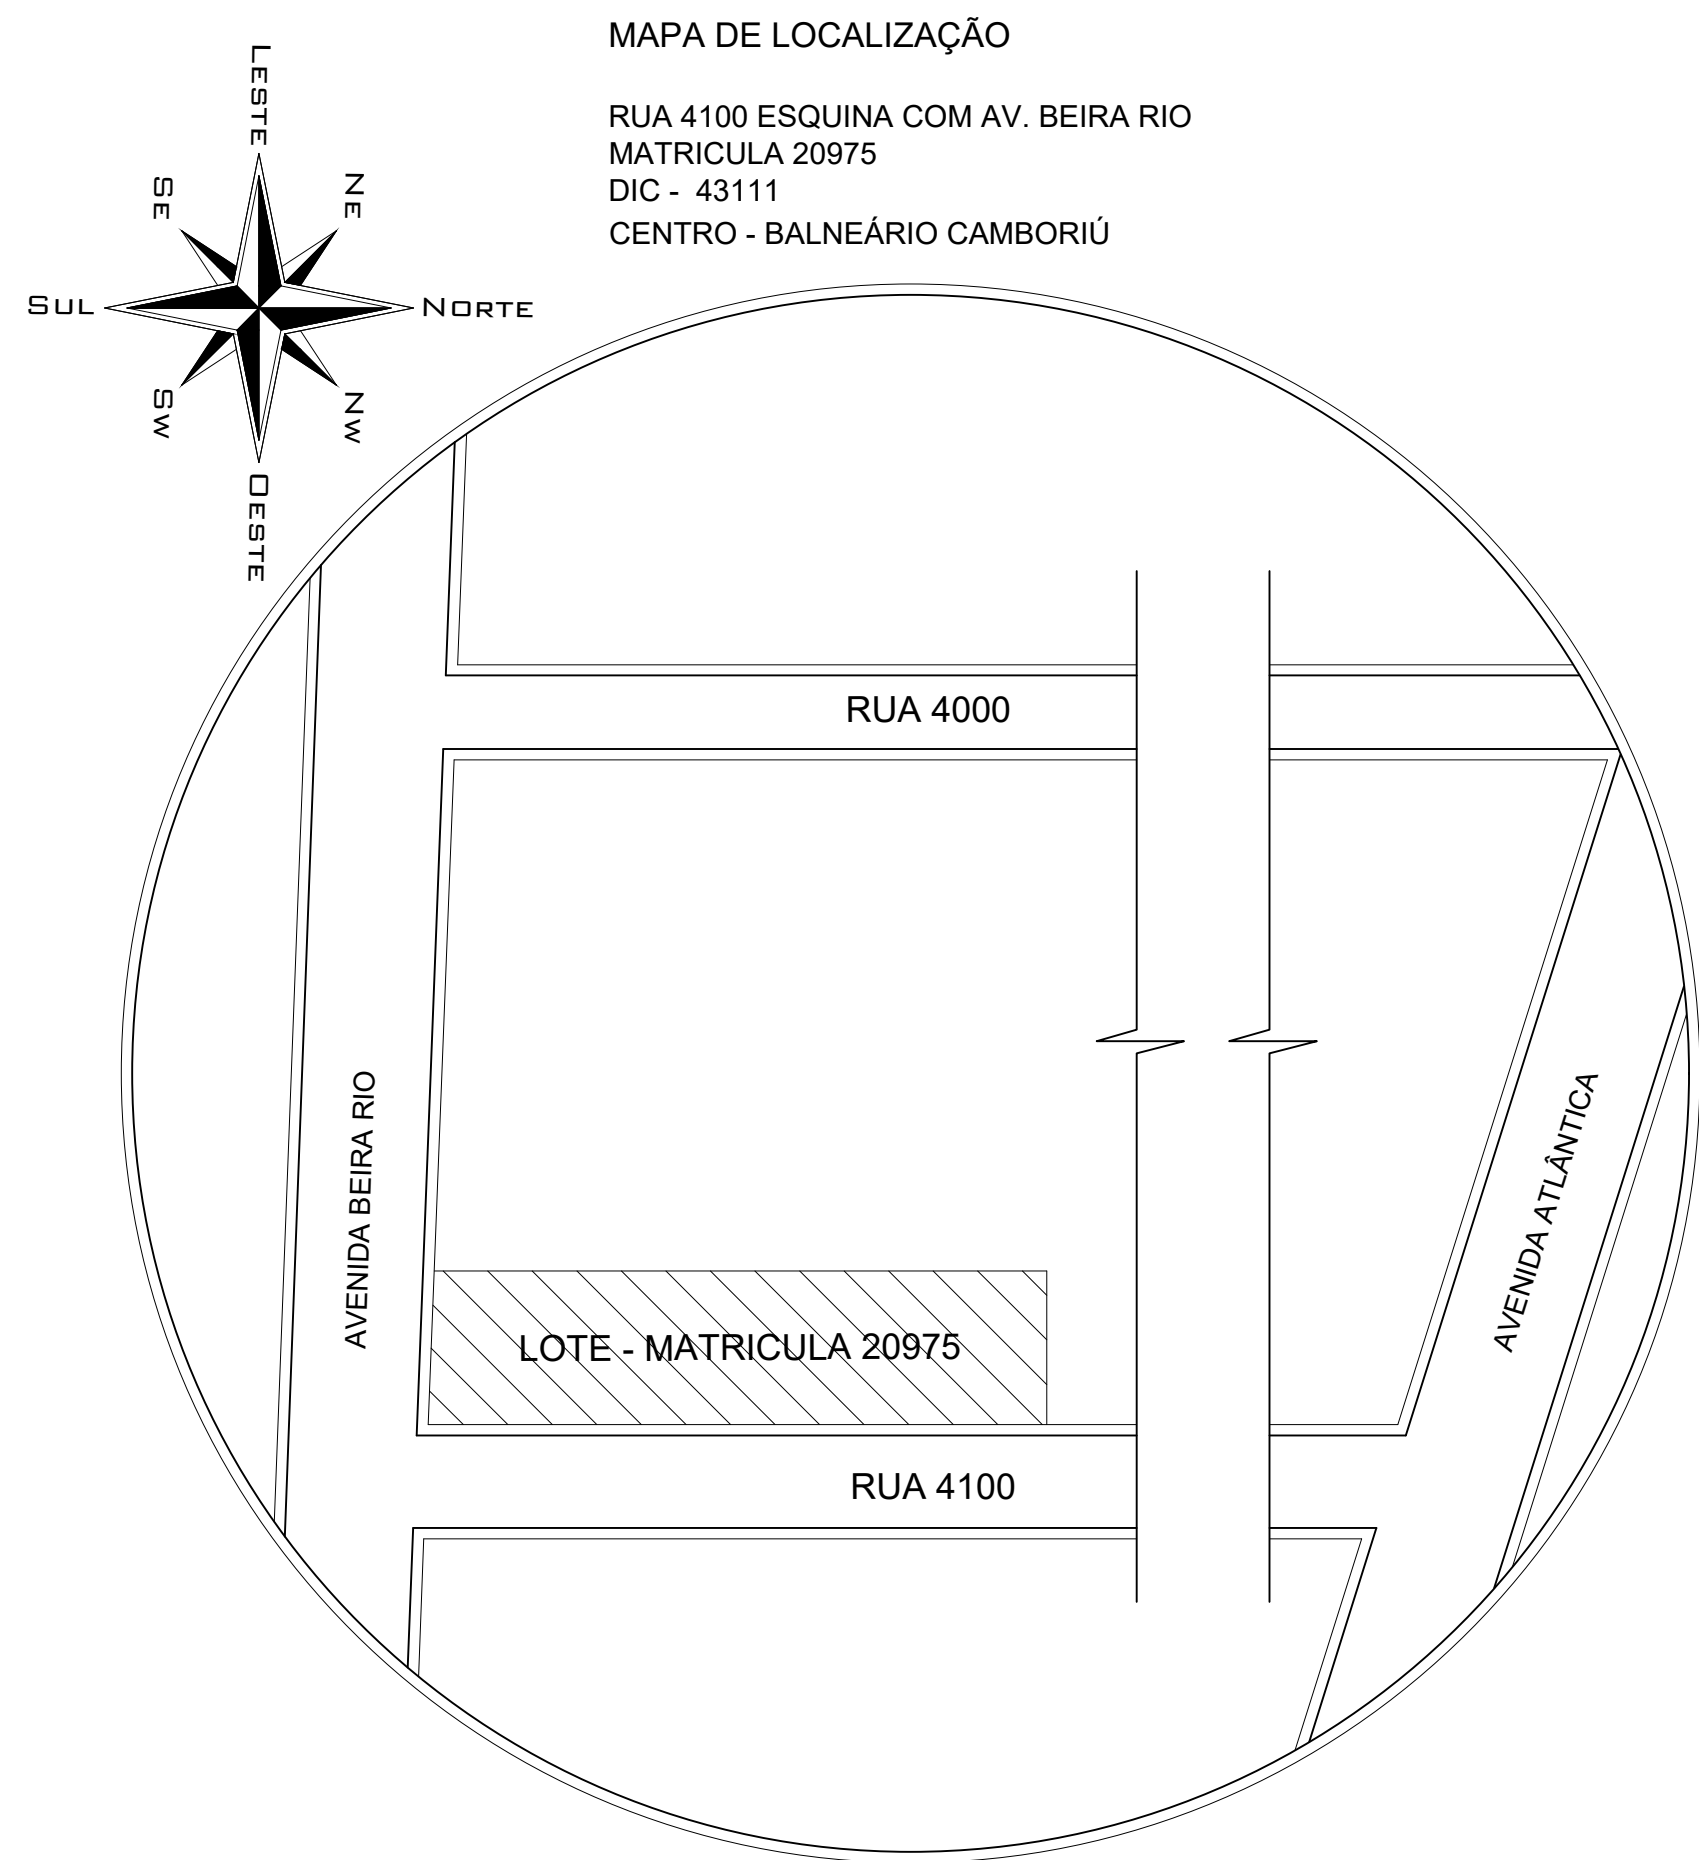 MAPA DE LOCALIZAÇÃO
RUA 4100 ESQUINA COM AV. BEIRA RIO
MATRICULA 20975
DIC - 43111
CENTRO - BALNEÁRIO CAMBORIÚ
LESTE
SE
NE
SUL
NORTE
SW
NW
OESTE
RUA 4000
AVENIDA BEIRA RIO
AVENIDA ATLÂNTICA
LOTE - MATRICULA 20975
RUA 4100